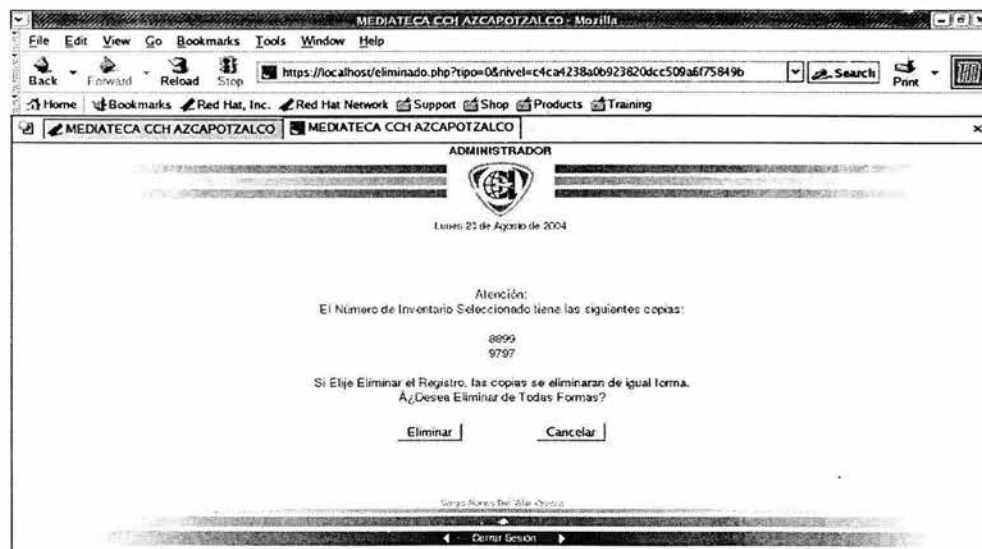 MEDIATECA CCH AZCAPOTZALCO - Mozilla
File Edit View Go Bookmarks Tools Window Help
Back Forward Reload Stop https://localhost/eliminado.php?tipo=0&nivel=c4ca4238a0b923820dcc509a6f75849b Search Print
Home Bookmarks Red Hat, Inc. Red Hat Network Support Shop Products Training
MEDIATECA CCH AZCAPOTZALCO MEDIATECA CCH AZCAPOTZALCO
ADMINISTRADOR
Lunes 23 de Agosto de 2004
Atención:
El Número de Inventario Seleccionado tiene las siguientes copias:
8899
9797
Si Elije Eliminar el Registro, las copias se eliminaran de igual forma.
Â¿Desea Eliminar de Todas Formas?
Eliminar Cancelar
Cerrar Sesion